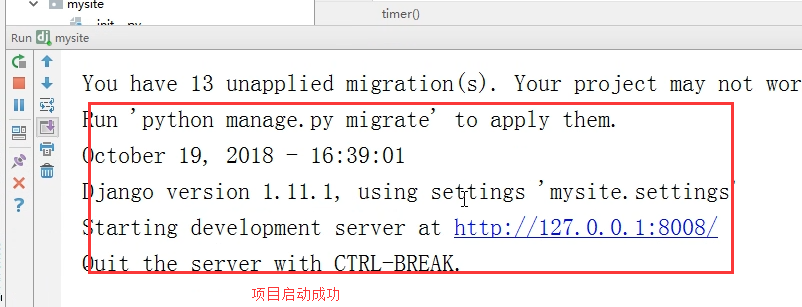 mysite
__init__.py
timer()
Run mysite
You have 13 unapplied migration(s). Your project may not wor
Run 'python manage.py migrate' to apply them.
October 19, 2018 - 16:39:01
Django version 1.11.1, using settings 'mysite.settings'
Starting development server at http://127.0.0.1:8008/
Quit the server with CTRL-BREAK.
项目启动成功